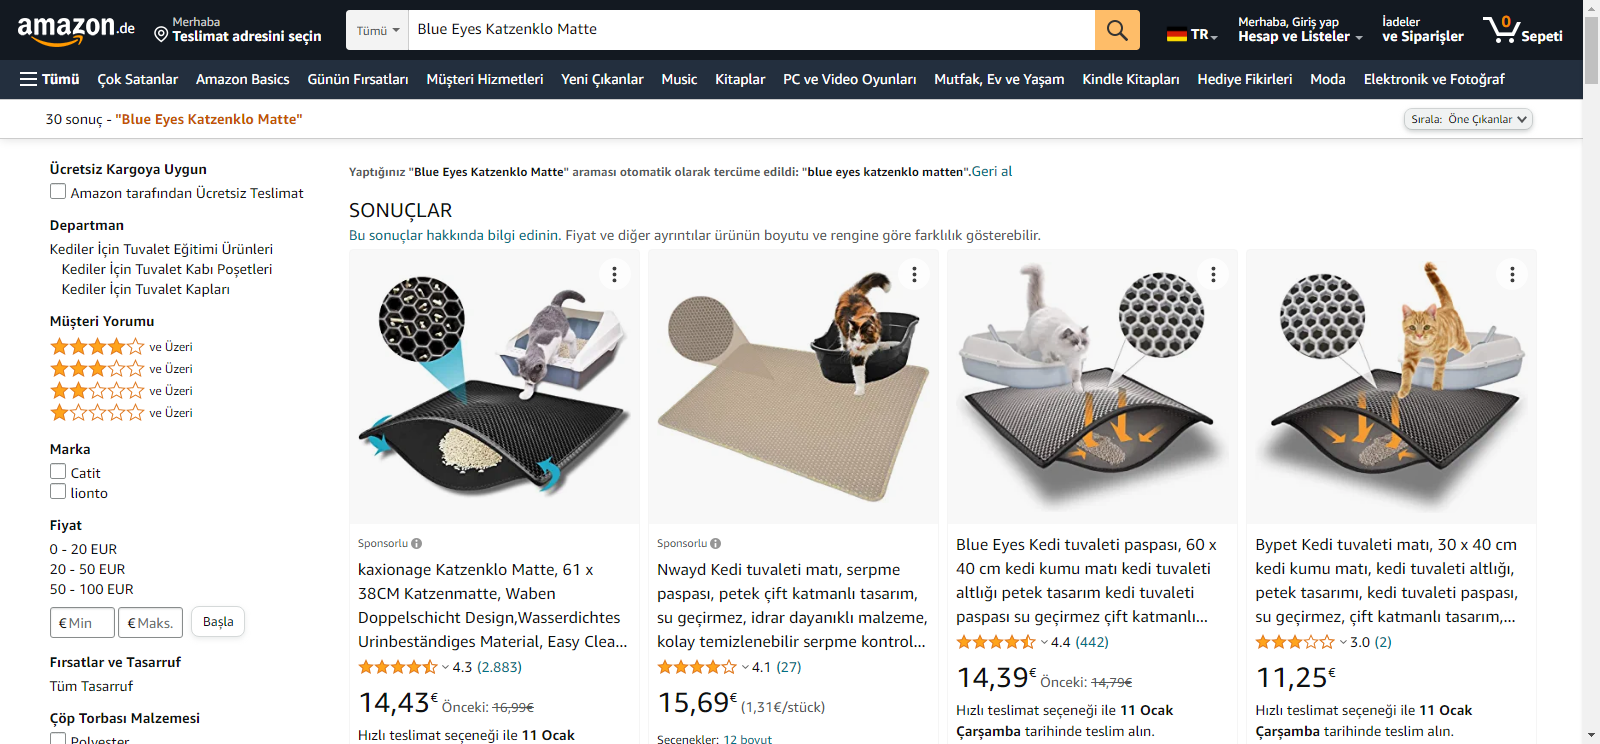 amazon.de
Merhaba
Teslimat adresini seçin
Tümü
Blue Eyes Katzenklo Matte
TR
Merhaba, Giriş yap
Hesap ve Listeler
İadeler
ve Siparişler
0
Sepeti
Tümü
Çok Satanlar
Amazon Basics
Günün Fırsatları
Müşteri Hizmetleri
Yeni Çıkanlar
Music
Kitaplar
PC ve Video Oyunları
Mutfak, Ev ve Yaşam
Kindle Kitapları
Hediye Fikirleri
Moda
Elektronik ve Fotoğraf
30 sonuç - "Blue Eyes Katzenklo Matte"
Sırala: Öne Çıkanlar
Ücretsiz Kargoya Uygun
Amazon tarafından Ücretsiz Teslimat
Departman
Kediler İçin Tuvalet Eğitimi Ürünleri
Kediler İçin Tuvalet Kabı Poşetleri
Kediler İçin Tuvalet Kapları
Müşteri Yorumu
ve Üzeri
ve Üzeri
ve Üzeri
ve Üzeri
Marka
Catit
lionto
Fiyat
0 - 20 EUR
20 - 50 EUR
50 - 100 EUR
€ Min
€ Maks.
Başla
Fırsatlar ve Tasarruf
Tüm Tasarruf
Çöp Torbası Malzemesi
Polyester
Yaptığınız "Blue Eyes Katzenklo Matte" araması otomatik olarak tercüme edildi: "blue eyes katzenklo matten".Geri al
SONUÇLAR
Bu sonuçlar hakkında bilgi edinin. Fiyat ve diğer ayrıntılar ürünün boyutu ve rengine göre farklılık gösterebilir.
Sponsorlu
kaxionage Katzenklo Matte, 61 x
38CM Katzenmatte, Waben
Doppelschicht Design,Wasserdichtes
Urinbeständiges Material, Easy Clea...
4.3 (2.883)
14,43€ Önceki: 16,99€
Hızlı teslimat seçeneği ile 11 Ocak
Sponsorlu
Nwayd Kedi tuvaleti matı, serpme
paspası, petek çift katmanlı tasarım,
su geçirmez, idrar dayanıklı malzeme,
kolay temizlenebilir serpme kontrol...
4.1 (27)
15,69€ (1,31€/stück)
Seçenekler: 12 boyut
Blue Eyes Kedi tuvaleti paspası, 60 x
40 cm kedi kumu matı kedi tuvaleti
altlığı petek tasarım kedi tuvaleti
paspası su geçirmez çift katmanlı...
4.4 (442)
14,39€ Önceki: 14,79€
Hızlı teslimat seçeneği ile 11 Ocak
Çarşamba tarihinde teslim alın.
Bypet Kedi tuvaleti matı, 30 x 40 cm
kedi kumu matı, kedi tuvaleti altlığı,
petek tasarımı, kedi tuvaleti paspası,
su geçirmez, çift katmanlı tasarım,...
3.0 (2)
11,25€
Hızlı teslimat seçeneği ile 11 Ocak
Çarşamba tarihinde teslim alın.